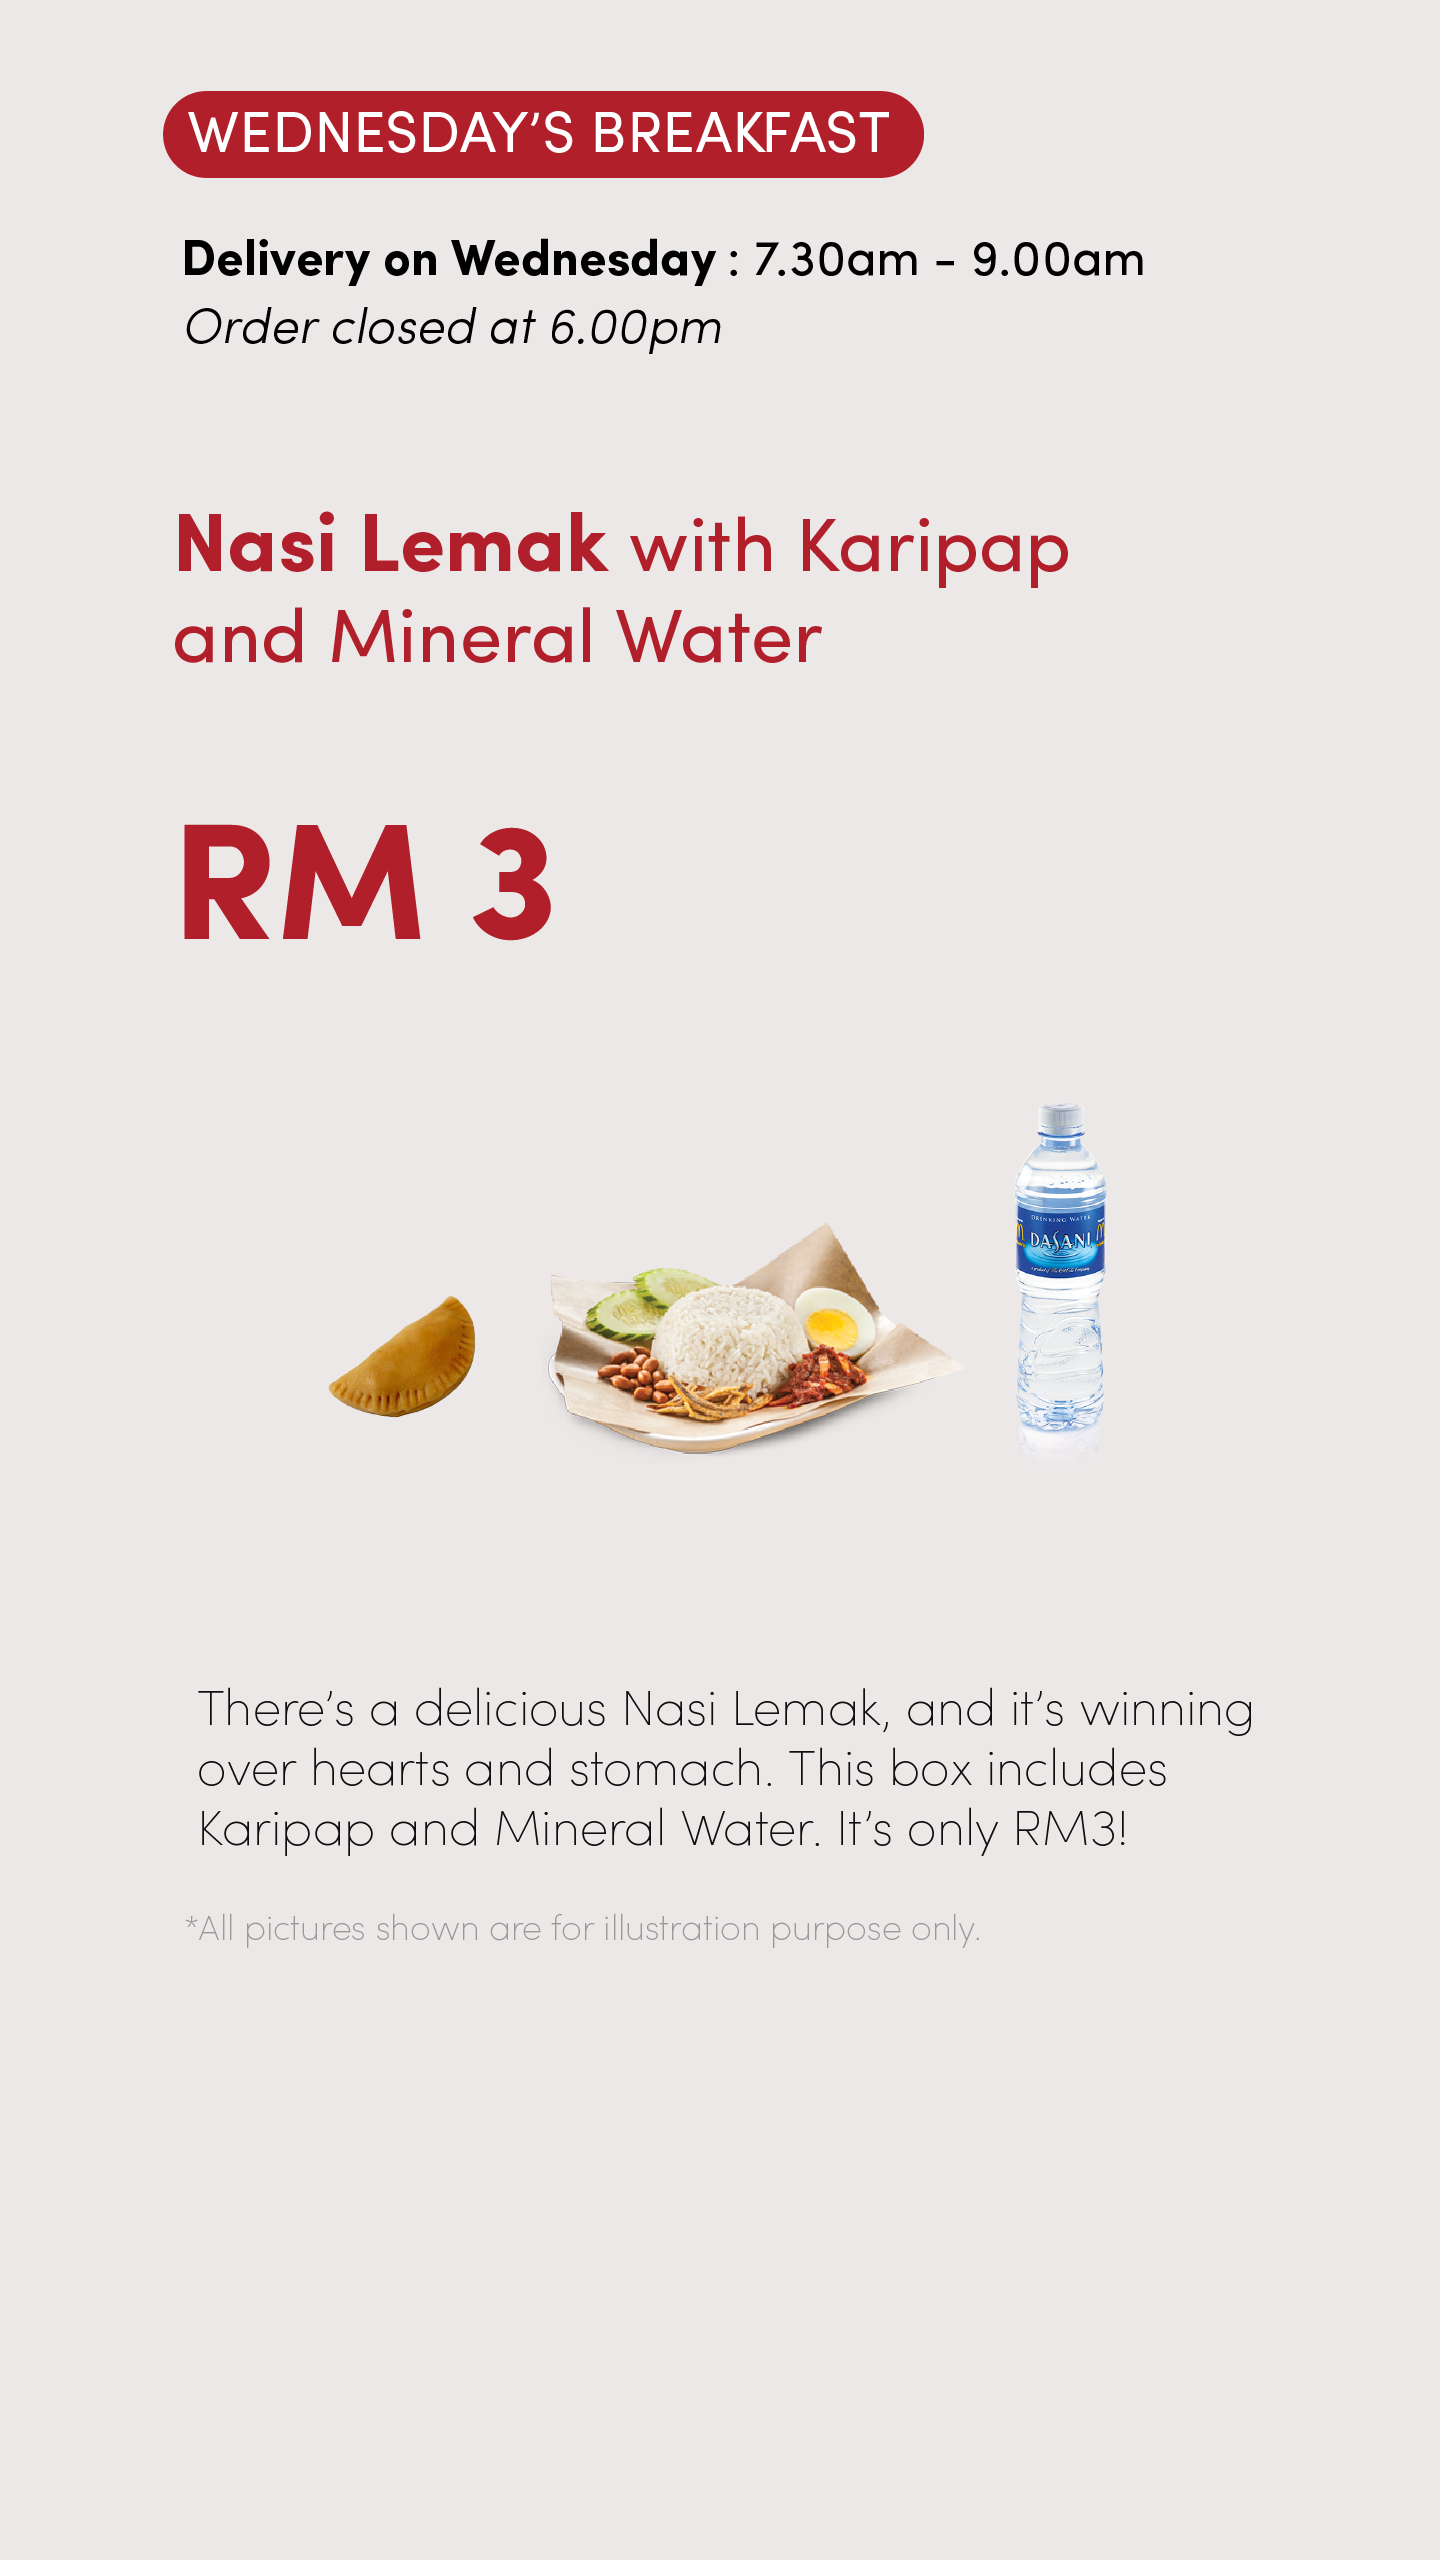 WEDNESDAY'S BREAKFAST
Delivery on Wednesday : 7.30am - 9.00am
Order closed at 6.00pm
Nasi Lemak with Karipap
and Mineral Water
RM 3
DRINKING WATER
DASANI
There's a delicious Nasi Lemak, and it's winning
over hearts and stomach. This box includes
Karipap and Mineral Water. It's only RM3!
*All pictures shown are for illustration purpose only.